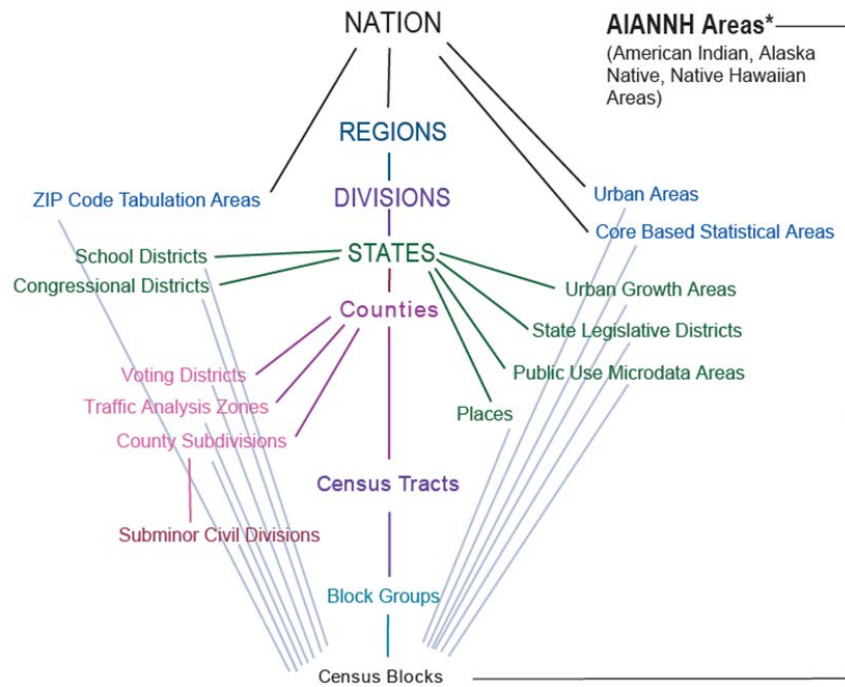 NATION
AIANNH Areas*
(American Indian, Alaska
Native, Native Hawaiian
Areas)
REGIONS
ZIP Code Tabulation Areas
DIVISIONS
Urban Areas
Core Based Statistical Areas
School Districts
STATES
Congressional Districts
Urban Growth Areas
Counties
State Legislative Districts
Voting Districts
Public Use Microdata Areas
Traffic Analysis Zones
Places
County Subdivisions
Census Tracts
Subminor Civil Divisions
Block Groups
Census Blocks